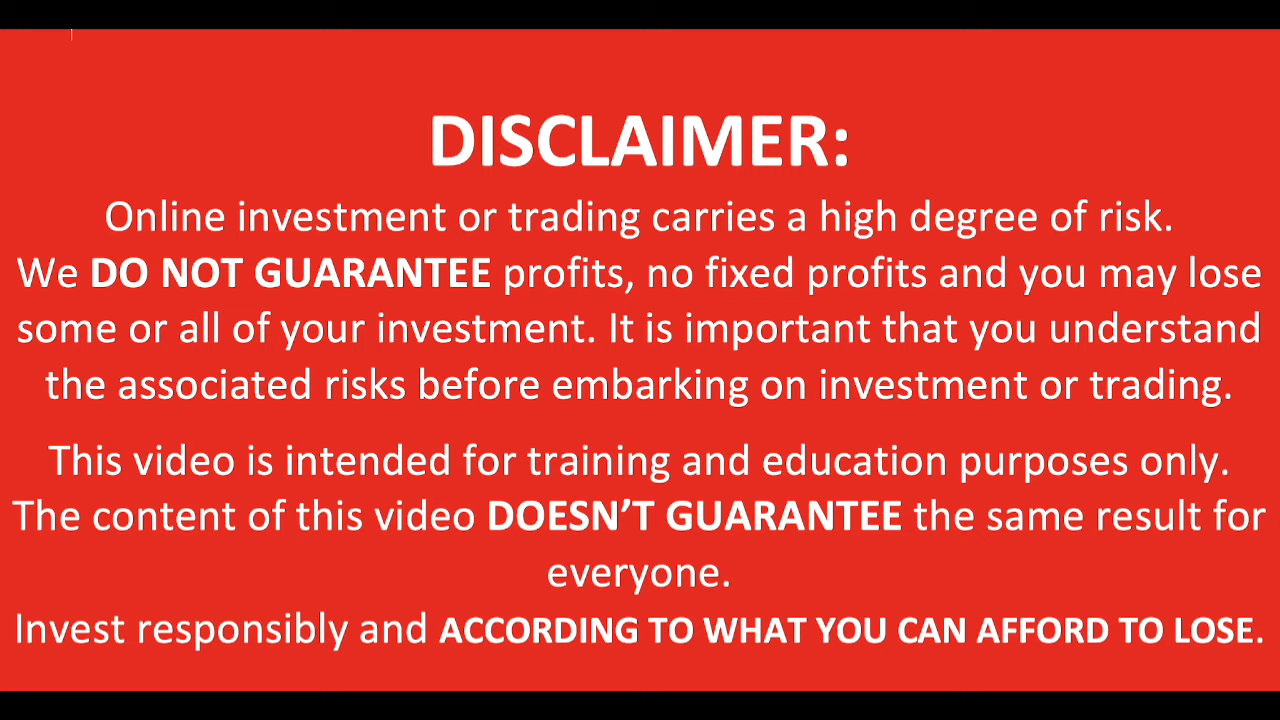 DISCLAIMER:
Online investment or trading carries a high degree of risk.
We DO NOT GUARANTEE profits, no fixed profits and you may lose
some or all of your investment. It is important that you understand
the associated risks before embarking on investment or trading.
This video is intended for training and education purposes only.
The content of this video DOESN’T GUARANTEE the same result for
everyone.
Invest responsibly and ACCORDING TO WHAT YOU CAN AFFORD TO LOSE.